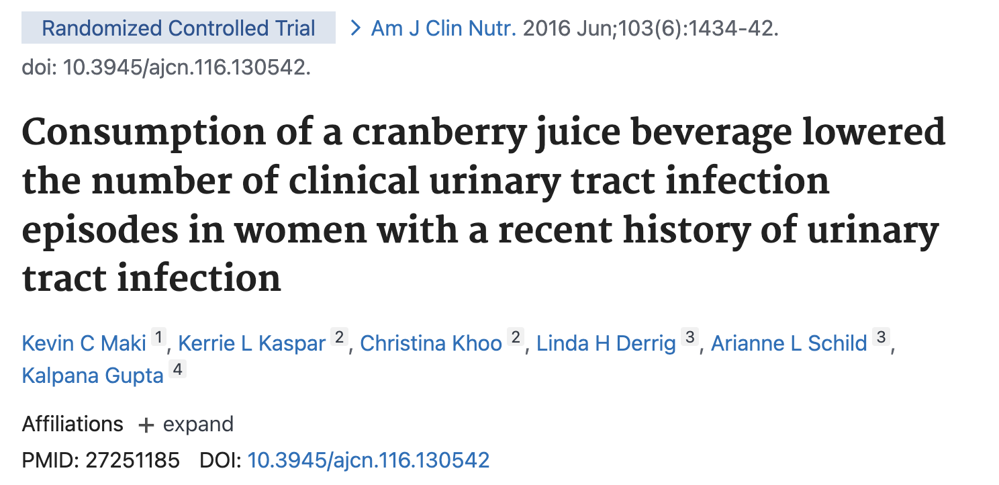 Randomized Controlled Trial > Am J Clin Nutr. 2016 Jun;103(6):1434-42.
doi: 10.3945/ajcn.116.130542.
Consumption of a cranberry juice beverage lowered
the number of clinical urinary tract infection
episodes in women with a recent history of urinary
tract infection
Kevin C Maki 1, Kerrie L Kaspar 2, Christina Khoo 2, Linda H Derrig 3, Arianne L Schild 3,
Kalpana Gupta 4
Affiliations + expand
PMID: 27251185 DOI: 10.3945/ajcn.116.130542